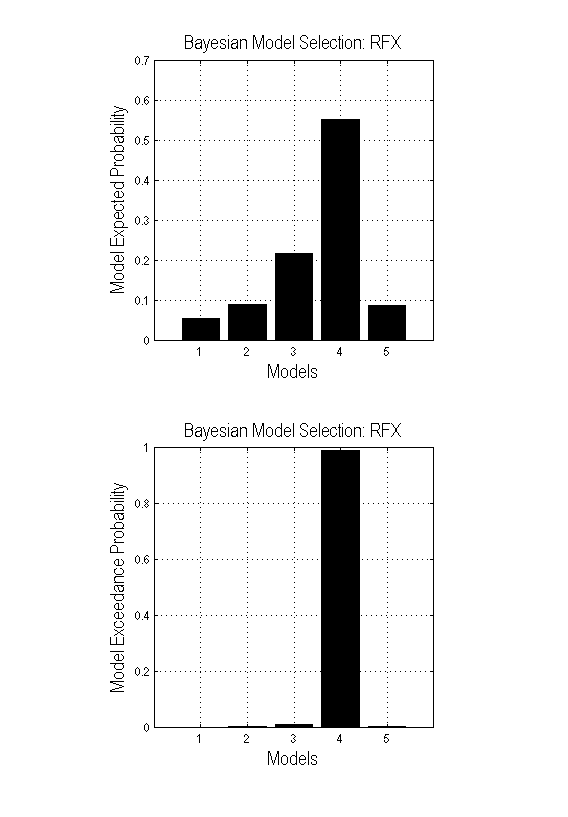 Bayesian Model Selection: RFX
0.7
0.6
0.5
0.4
0.3
0.2
0.1
0
Model Expected Probability
1 2 3 4 5
Models
Bayesian Model Selection: RFX
1
0.8
0.6
0.4
0.2
0
Model Exceedance Probability
1 2 3 4 5
Models